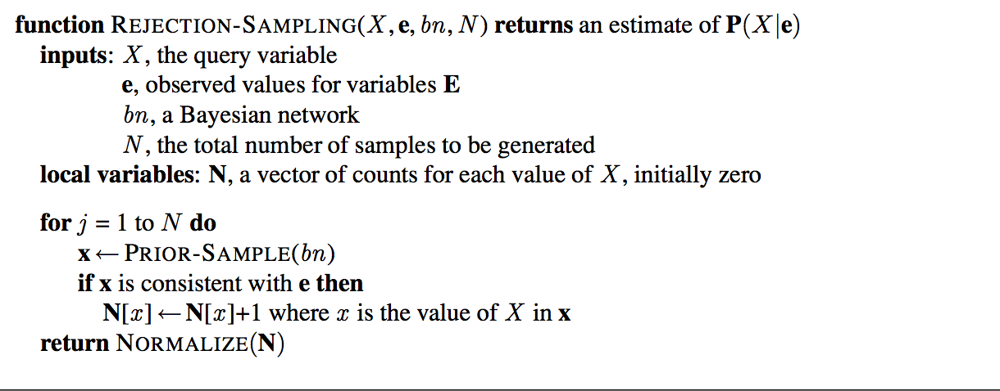 function REJECTION-SAMPLING(X, e, bn, N) returns an estimate of P(X|e)
inputs: X, the query variable
e, observed values for variables E
bn, a Bayesian network
N, the total number of samples to be generated
local variables: N, a vector of counts for each value of X, initially zero
for j = 1 to N do
x ← PRIOR-SAMPLE(bn)
if x is consistent with e then
N[x] ← N[x]+1 where x is the value of X in x
return NORMALIZE(N)